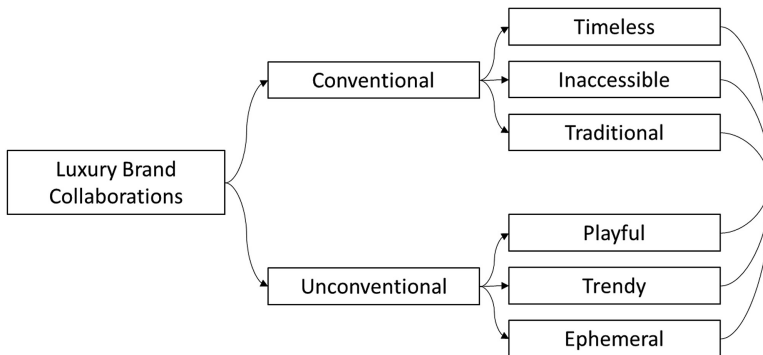 Luxury Brand
Collaborations
Conventional
Unconventional
Timeless
Inaccessible
Traditional
Playful
Trendy
Ephemeral